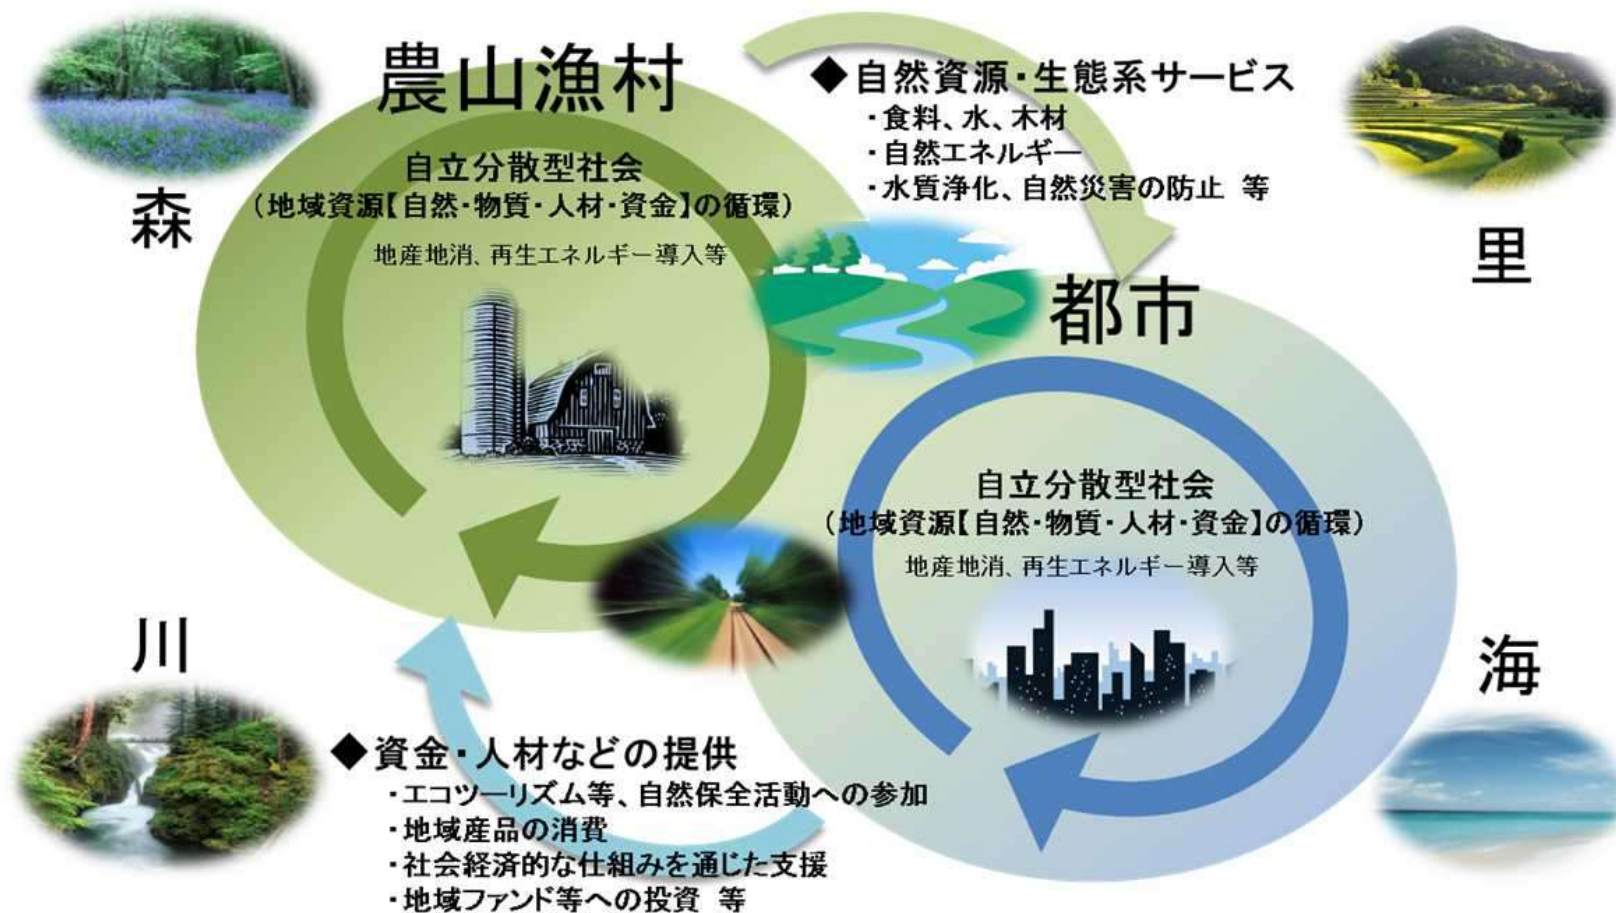 農山漁村
◆自然資源・生態系サービス
・食料、水、木材
・自然エネルギー
・水質浄化、自然災害の防止 等
自立分散型社会
（地域資源【自然・物質・人材・資金】の循環）
地産地消、再生エネルギー導入等
森
里
都市
自立分散型社会
（地域資源【自然・物質・人材・資金】の循環）
地産地消、再生エネルギー導入等
川
海
◆資金・人材などの提供
・エコツーリズム等、自然保全活動への参加
・地域産品の消費
・社会経済的な仕組みを通じた支援
・地域ファンド等への投資 等